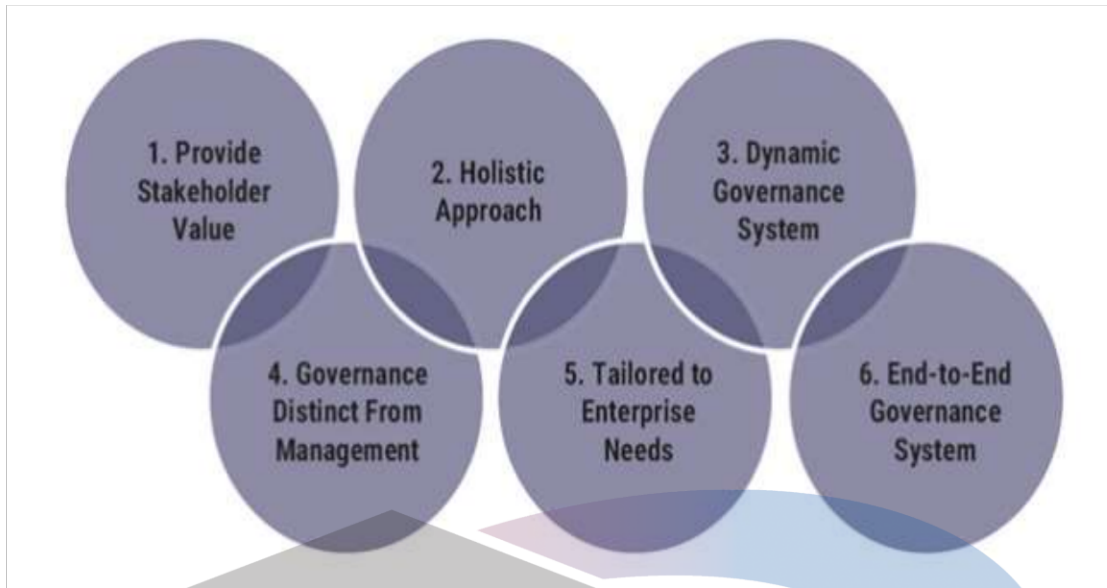 1. Provide
Stakeholder
Value
2. Holistic
Approach
3. Dynamic
Governance
System
4. Governance
Distinct From
Management
5. Tailored to
Enterprise
Needs
6. End-to-End
Governance
System